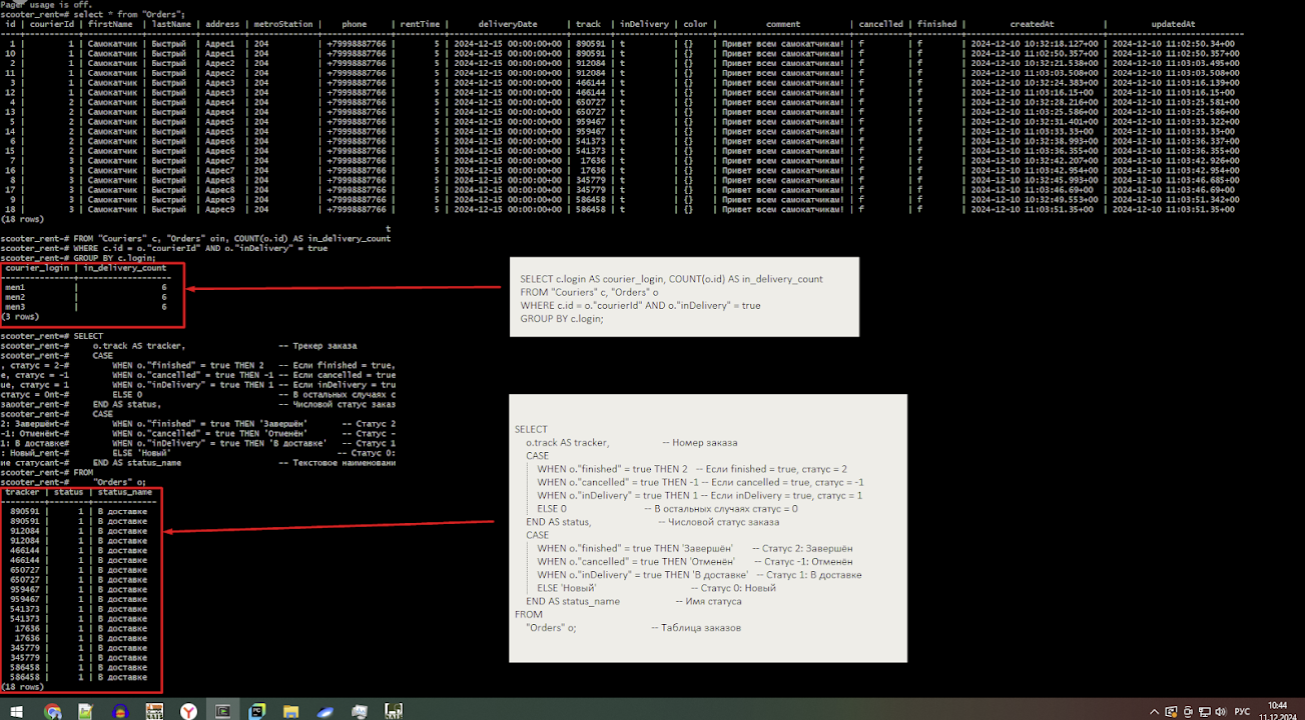 Pager usage is off.
scooter_rent=# select * from "Orders";
id | courierId | firstName | lastName | address | metroStation | phone | rentTime | deliveryDate | track | inDelivery | color | comment | cancelled | finished | createdAt | updatedAt
1 | 1 | Самокатчик | Быстрый | Адрес1 | 204 | +79998887766 | 5 | 2024-12-15 00:00:00+00 | 890591 | t | {} | Привет всем самокатчикам! | f | f | 2024-12-10 10:32:18.127+00 | 2024-12-10 11:02:50.34+00
10 | 1 | Самокатчик | Быстрый | Адрес1 | 204 | +79998887766 | 5 | 2024-12-15 00:00:00+00 | 890591 | t | {} | Привет всем самокатчикам! | f | f | 2024-12-10 11:02:50.357+00 | 2024-12-10 11:02:50.357+00
2 | 1 | Самокатчик | Быстрый | Адрес2 | 204 | +79998887766 | 5 | 2024-12-15 00:00:00+00 | 912084 | t | {} | Привет всем самокатчикам! | f | f | 2024-12-10 10:32:21.538+00 | 2024-12-10 11:03:03.495+00
11 | 1 | Самокатчик | Быстрый | Адрес2 | 204 | +79998887766 | 5 | 2024-12-15 00:00:00+00 | 912084 | t | {} | Привет всем самокатчикам! | f | f | 2024-12-10 11:03:03.508+00 | 2024-12-10 11:03:03.508+00
3 | 1 | Самокатчик | Быстрый | Адрес3 | 204 | +79998887766 | 5 | 2024-12-15 00:00:00+00 | 466144 | t | {} | Привет всем самокатчикам! | f | f | 2024-12-10 10:32:24.383+00 | 2024-12-10 11:03:16.139+00
12 | 1 | Самокатчик | Быстрый | Адрес3 | 204 | +79998887766 | 5 | 2024-12-15 00:00:00+00 | 466144 | t | {} | Привет всем самокатчикам! | f | f | 2024-12-10 11:03:16.15+00 | 2024-12-10 11:03:16.15+00
4 | 2 | Самокатчик | Быстрый | Адрес4 | 204 | +79998887766 | 5 | 2024-12-15 00:00:00+00 | 650727 | t | {} | Привет всем самокатчикам! | f | f | 2024-12-10 10:32:28.216+00 | 2024-12-10 11:03:25.581+00
13 | 2 | Самокатчик | Быстрый | Адрес4 | 204 | +79998887766 | 5 | 2024-12-15 00:00:00+00 | 650727 | t | {} | Привет всем самокатчикам! | f | f | 2024-12-10 11:03:25.586+00 | 2024-12-10 11:03:25.586+00
5 | 2 | Самокатчик | Быстрый | Адрес5 | 204 | +79998887766 | 5 | 2024-12-15 00:00:00+00 | 959467 | t | {} | Привет всем самокатчикам! | f | f | 2024-12-10 10:32:31.401+00 | 2024-12-10 11:03:33.322+00
14 | 2 | Самокатчик | Быстрый | Адрес5 | 204 | +79998887766 | 5 | 2024-12-15 00:00:00+00 | 959467 | t | {} | Привет всем самокатчикам! | f | f | 2024-12-10 11:03:33.33+00 | 2024-12-10 11:03:33.33+00
6 | 2 | Самокатчик | Быстрый | Адрес6 | 204 | +79998887766 | 5 | 2024-12-15 00:00:00+00 | 541373 | t | {} | Привет всем самокатчикам! | f | f | 2024-12-10 10:32:38.993+00 | 2024-12-10 11:03:36.337+00
15 | 2 | Самокатчик | Быстрый | Адрес6 | 204 | +79998887766 | 5 | 2024-12-15 00:00:00+00 | 541373 | t | {} | Привет всем самокатчикам! | f | f | 2024-12-10 11:03:36.355+00 | 2024-12-10 11:03:36.355+00
7 | 3 | Самокатчик | Быстрый | Адрес7 | 204 | +79998887766 | 5 | 2024-12-15 00:00:00+00 | 17636 | t | {} | Привет всем самокатчикам! | f | f | 2024-12-10 10:32:42.207+00 | 2024-12-10 11:03:42.926+00
16 | 3 | Самокатчик | Быстрый | Адрес7 | 204 | +79998887766 | 5 | 2024-12-15 00:00:00+00 | 17636 | t | {} | Привет всем самокатчикам! | f | f | 2024-12-10 11:03:42.954+00 | 2024-12-10 11:03:42.954+00
8 | 3 | Самокатчик | Быстрый | Адрес8 | 204 | +79998887766 | 5 | 2024-12-15 00:00:00+00 | 345779 | t | {} | Привет всем самокатчикам! | f | f | 2024-12-10 10:32:45.993+00 | 2024-12-10 11:03:46.685+00
17 | 3 | Самокатчик | Быстрый | Адрес8 | 204 | +79998887766 | 5 | 2024-12-15 00:00:00+00 | 345779 | t | {} | Привет всем самокатчикам! | f | f | 2024-12-10 11:03:46.69+00 | 2024-12-10 11:03:46.69+00
9 | 3 | Самокатчик | Быстрый | Адрес9 | 204 | +79998887766 | 5 | 2024-12-15 00:00:00+00 | 586458 | t | {} | Привет всем самокатчикам! | f | f | 2024-12-10 10:32:49.553+00 | 2024-12-10 11:03:51.342+00
18 | 3 | Самокатчик | Быстрый | Адрес9 | 204 | +79998887766 | 5 | 2024-12-15 00:00:00+00 | 586458 | t | {} | Привет всем самокатчикам! | f | f | 2024-12-10 11:03:51.35+00 | 2024-12-10 11:03:51.35+00
(18 rows)
t
scooter_rent-# FROM "Couriers" c, "Orders" oin, COUNT(o.id) AS in_delivery_count
scooter_rent-# WHERE c.id = o."courierId" AND o."inDelivery" = true
scooter_rent-# GROUP BY c.login;
courier_login | in_delivery_count
men1 | 6
men2 | 6
men3 | 6
(3 rows)
SELECT c.login AS courier_login, COUNT(o.id) AS in_delivery_count
FROM "Couriers" c, "Orders" o
WHERE c.id = o."courierId" AND o."inDelivery" = true
GROUP BY c.login;
scooter_rent=# SELECT
scooter_rent-# o.track AS tracker, -- Трекер заказа
scooter_rent-# CASE
, статус = 2-# WHEN o."finished" = true THEN 2 -- Если finished = true,
e, статус = -1 WHEN o."cancelled" = true THEN -1 -- Если cancelled = true
ue, статус = 1 WHEN o."inDelivery" = true THEN 1 -- Если inDelivery = tru
статус = 0nt-# ELSE 0 -- В остальных случаях с
заooter_rent-# END AS status, -- Числовой статус заказ
scooter_rent-# CASE
2: Завершёнt-# WHEN o."finished" = true THEN 'Завершён' -- Статус 2
-1: Отменёнt-# WHEN o."cancelled" = true THEN 'Отменён' -- Статус -
1: В доставке# WHEN o."inDelivery" = true THEN 'В доставке' -- Статус 1
: Новый_rent-# ELSE 'Новый' -- Статус 0:
ие статусаnt-# END AS status_name -- Текстовое наименовани
scooter_rent-# FROM
scooter_rent-# "Orders" o;
tracker | status | status_name
890591 | 1 | В доставке
890591 | 1 | В доставке
912084 | 1 | В доставке
912084 | 1 | В доставке
466144 | 1 | В доставке
466144 | 1 | В доставке
650727 | 1 | В доставке
650727 | 1 | В доставке
959467 | 1 | В доставке
959467 | 1 | В доставке
541373 | 1 | В доставке
541373 | 1 | В доставке
17636 | 1 | В доставке
17636 | 1 | В доставке
345779 | 1 | В доставке
345779 | 1 | В доставке
586458 | 1 | В доставке
586458 | 1 | В доставке
(18 rows)
SELECT
o.track AS tracker, -- Номер заказа
CASE
WHEN o."finished" = true THEN 2 -- Если finished = true, статус = 2
WHEN o."cancelled" = true THEN -1 -- Если cancelled = true, статус = -1
WHEN o."inDelivery" = true THEN 1 -- Если inDelivery = true, статус = 1
ELSE 0 -- В остальных случаях статус = 0
END AS status, -- Числовой статус заказа
CASE
WHEN o."finished" = true THEN 'Завершён' -- Статус 2: Завершён
WHEN o."cancelled" = true THEN 'Отменён' -- Статус -1: Отменён
WHEN o."inDelivery" = true THEN 'В доставке' -- Статус 1: В доставке
ELSE 'Новый' -- Статус 0: Новый
END AS status_name -- Имя статуса
FROM
"Orders" o; -- Таблица заказов
РУС
10:44
11.12.2024